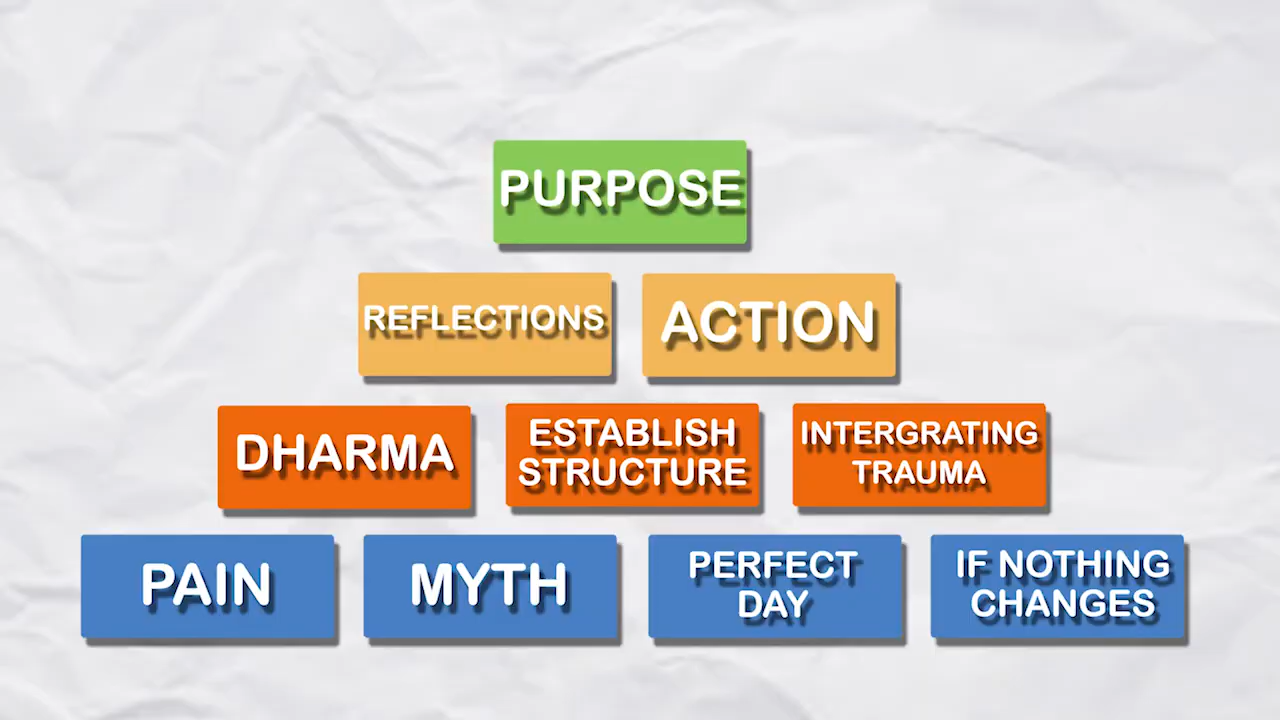 PURPOSE
REFLECTIONS
ACTION
DHARMA
ESTABLISH
STRUCTURE
INTERGRATING
TRAUMA
PAIN
MYTH
PERFECT
DAY
IF NOTHING
CHANGES